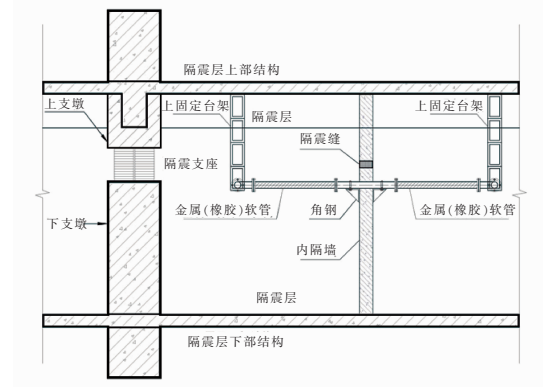 隔震层上部结构
上支墩
上固定台架
隔震层
上固定台架
隔震缝
隔震支座
金属(橡胶)软管
角钢
金属(橡胶)软管
下支墩
内隔墙
隔震层
隔震层下部结构